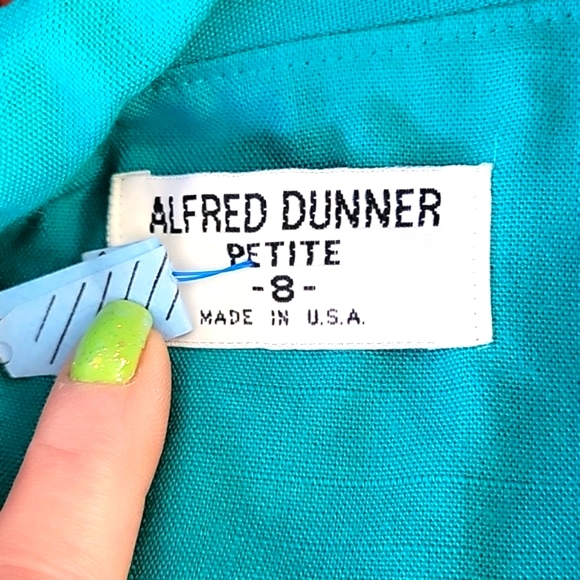 ALFRED DUNNER
PETITE
-8-
MADE IN U.S.A.